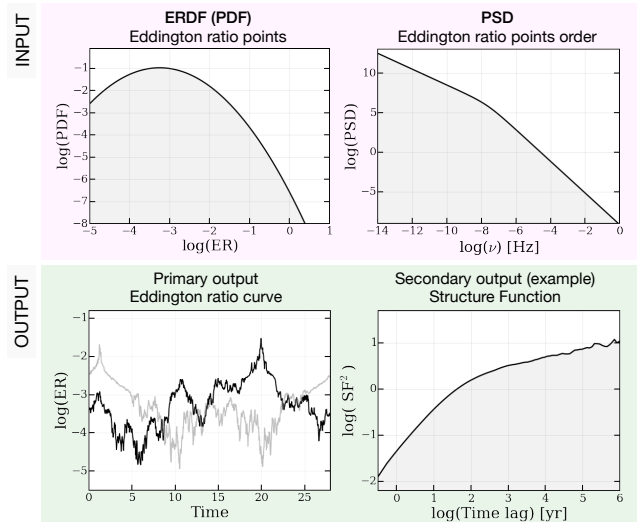 INPUT
ERDF (PDF)
Eddington ratio points
−1
−2
−3
−4
−5
−6
−7
−8
log(PDF)
−5 −4 −3 −2 −1 0 1
log(ER)
PSD
Eddington ratio points order
10
5
0
−5
log(PSD)
−14 −12 −10 −8 −6 −4 −2 0
log(ν) [Hz]
OUTPUT
Primary output
Eddington ratio curve
−1
−2
−3
−4
−5
log(ER)
0 5 10 15 20 25
Time
Secondary output (example)
Structure Function
1
0
−1
−2
log( SF² )
0 1 2 3 4 5 6
log(Time lag) [yr]